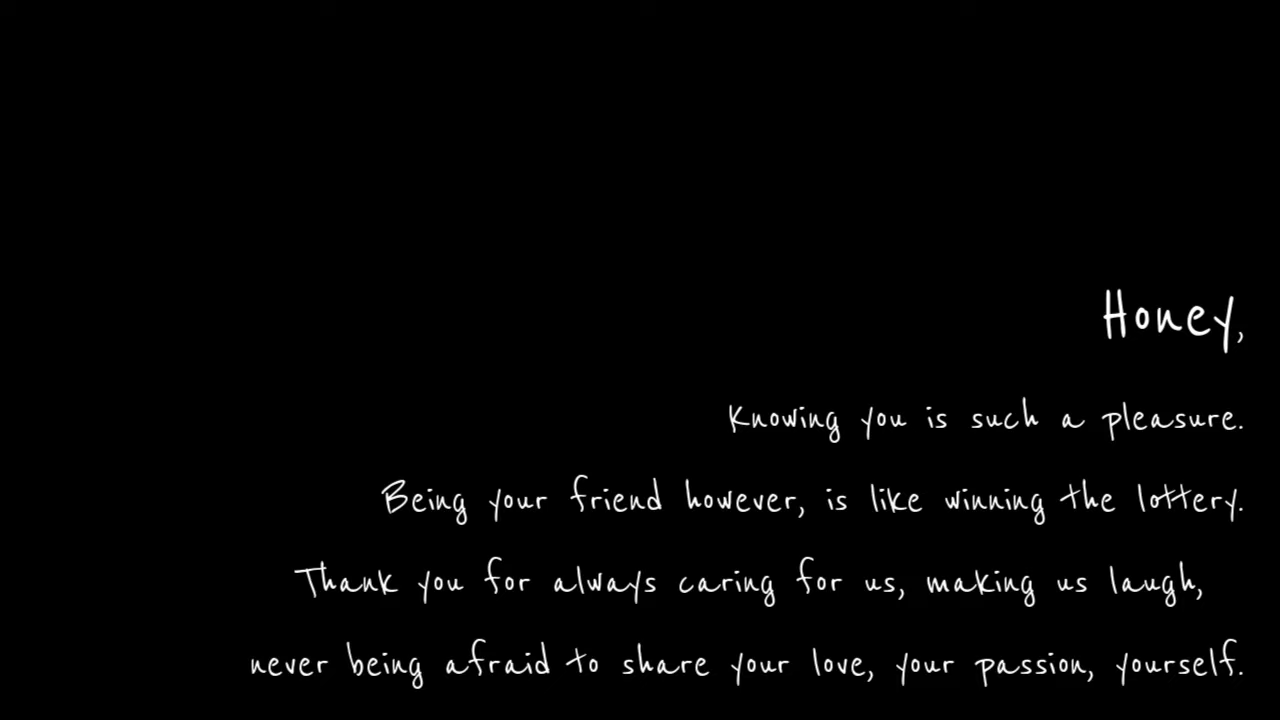 Honey,
Knowing you is such a pleasure.
Being your friend however, is like winning the lottery.
Thank you for always caring for us, making us laugh,
never being afraid to share your love, your passion, yourself.